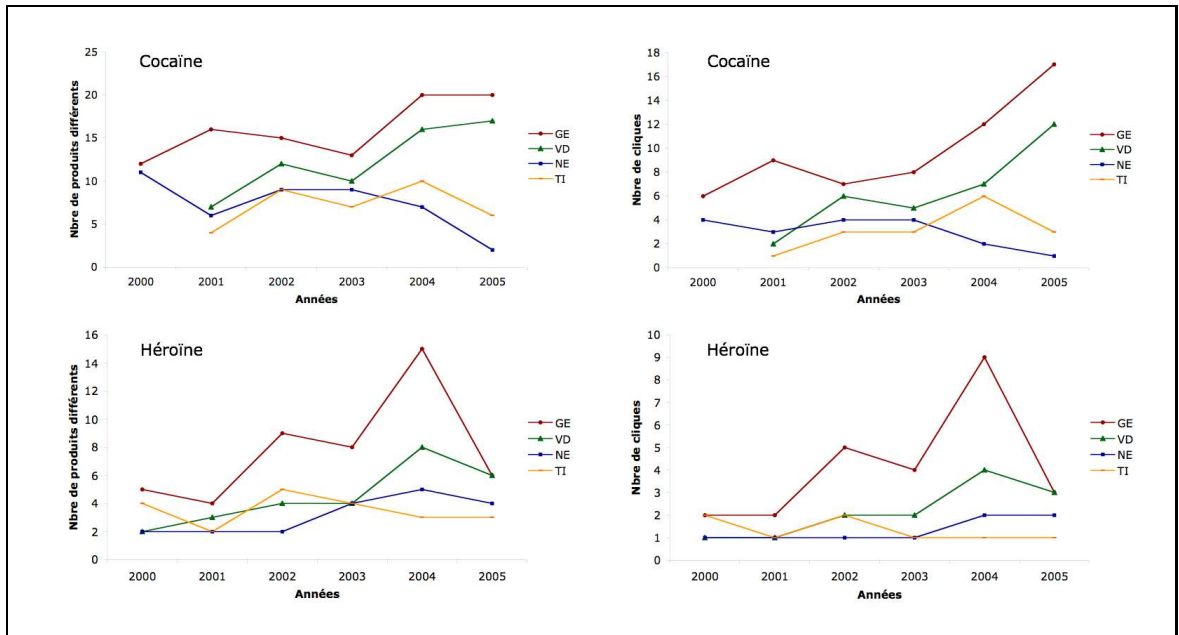 Cocaïne
Nbre de produits différents
25
20
15
10
5
0
2000 2001 2002 2003 2004 2005
Années
GE
VD
NE
TI
Cocaïne
Nbre de cliques
18
16
14
12
10
8
6
4
2
0
2000 2001 2002 2003 2004 2005
Années
GE
VD
NE
TI
Héroïne
Nbre de produits différents
16
14
12
10
8
6
4
2
0
2000 2001 2002 2003 2004 2005
Années
GE
VD
NE
TI
Héroïne
Nbre de cliques
10
9
8
7
6
5
4
3
2
1
0
2000 2001 2002 2003 2004 2005
Années
GE
VD
NE
TI